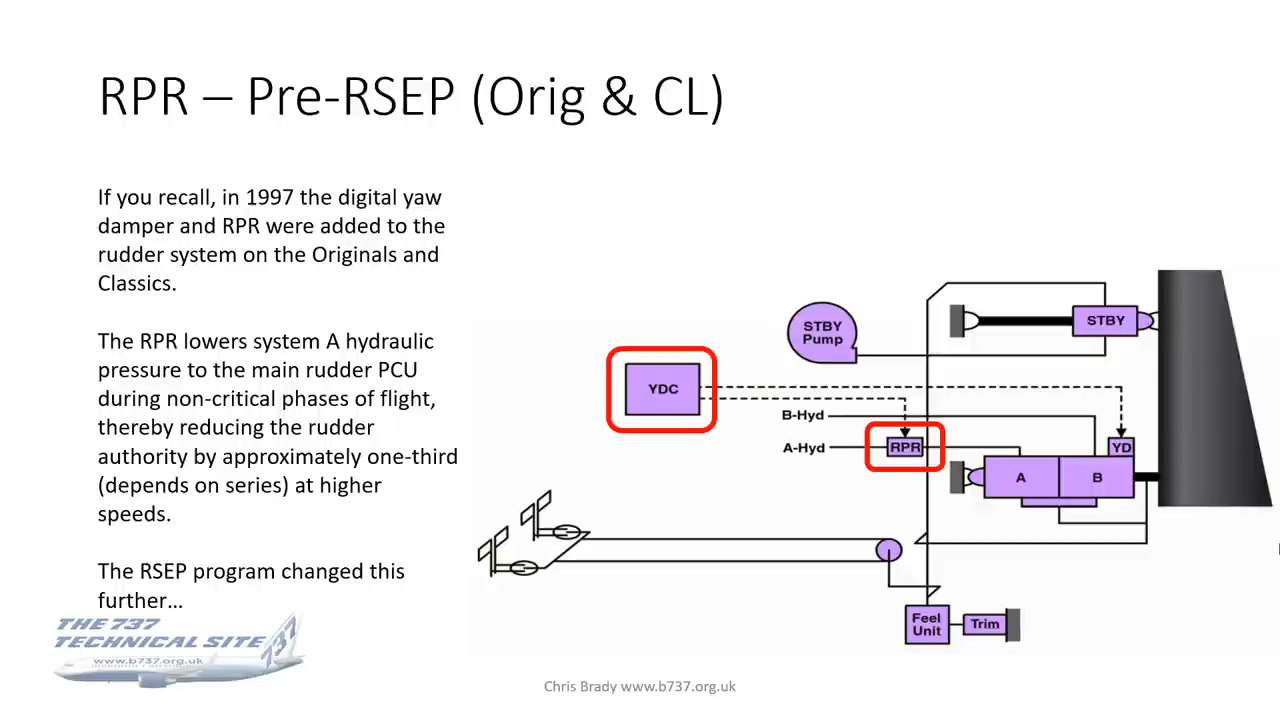 RPR – Pre-RSEP (Orig & CL)
If you recall, in 1997 the digital yaw
damper and RPR were added to the
rudder system on the Originals and
Classics.
The RPR lowers system A hydraulic
pressure to the main rudder PCU
during non-critical phases of flight,
thereby reducing the rudder
authority by approximately one-third
(depends on series) at higher
speeds.
The RSEP program changed this
further…
STBY
Pump
STBY
YDC
B-Hyd
A-Hyd
RPR
YD
A
B
Feel
Unit
Trim
THE 737
TECHNICAL SITE
737
www.b737.org.uk
Chris Brady www.b737.org.uk